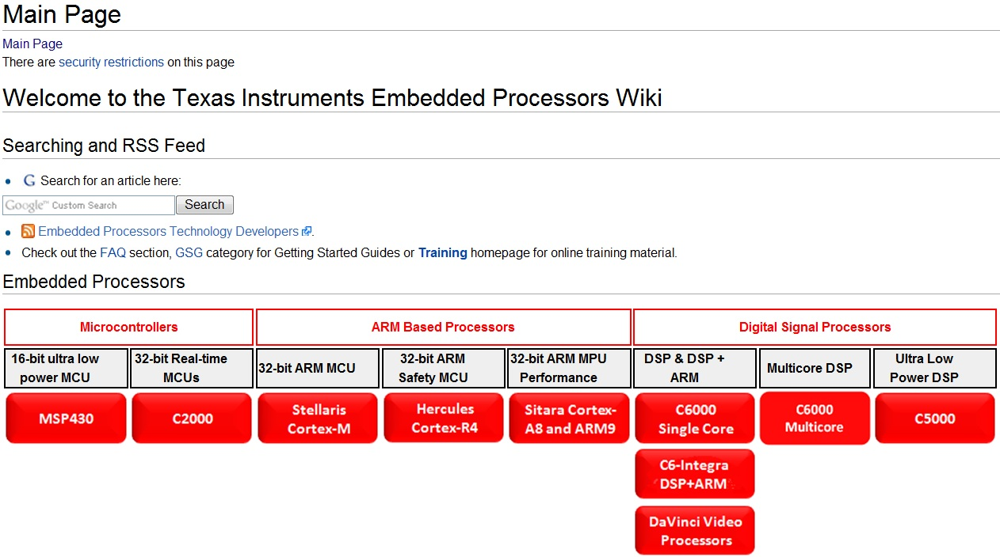 Main Page
Main Page
There are security restrictions on this page
Welcome to the Texas Instruments Embedded Processors Wiki
Searching and RSS Feed
G Search for an article here:
Google™ Custom Search Search
Embedded Processors Technology Developers.
Check out the FAQ section, GSG category for Getting Started Guides or Training homepage for online training material.
Embedded Processors
Microcontrollers
ARM Based Processors
Digital Signal Processors
16-bit ultra low
power MCU
32-bit Real-time
MCUs
32-bit ARM MCU
32-bit ARM
Safety MCU
32-bit ARM MPU
Performance
DSP & DSP +
ARM
Multicore DSP
Ultra Low
Power DSP
MSP430
C2000
Stellaris
Cortex-M
Hercules
Cortex-R4
Sitara Cortex-
A8 and ARM9
C6000
Single Core
C6000
Multicore
C5000
C6-Integra
DSP+ARM
DaVinci Video
Processors